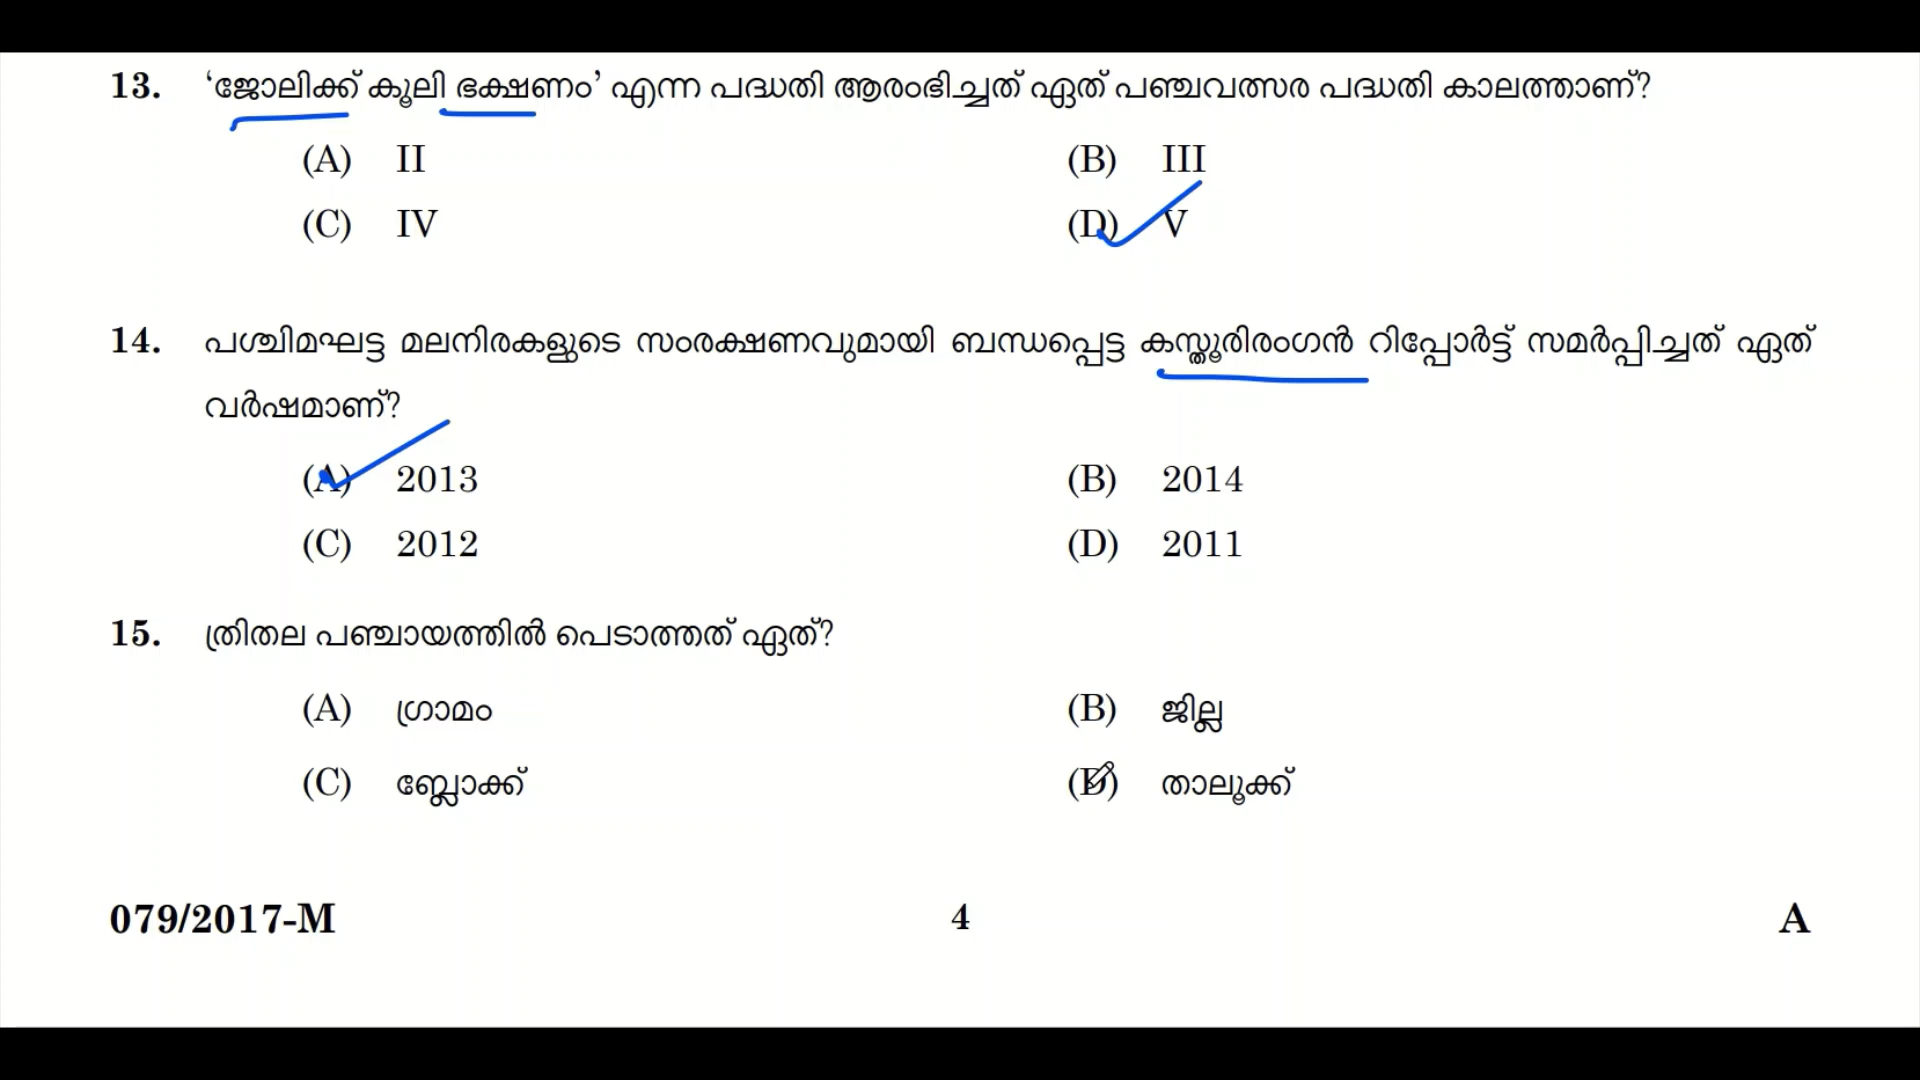 13. ‘ജോലിക്ക് കൂലി ഭക്ഷണം’ എന്ന പദ്ധതി ആരംഭിച്ചത് ഏത് പഞ്ചവത്സര പദ്ധതി കാലത്താണ്?
(A) II (B) III
(C) IV (D) V
14. പശ്ചിമഘട്ട മലനിരകളുടെ സംരക്ഷണവുമായി ബന്ധപ്പെട്ട കസ്തൂരിരംഗൻ റിപ്പോർട്ട് സമർപ്പിച്ചത് ഏത്
വർഷമാണ്?
(A) 2013 (B) 2014
(C) 2012 (D) 2011
15. ത്രിതല പഞ്ചായത്തിൽ പെടാത്തത് ഏത്?
(A) ഗ്രാമം (B) ജില്ല
(C) ബ്ലോക്ക് (D) താലൂക്ക്
079/2017-M 4 A